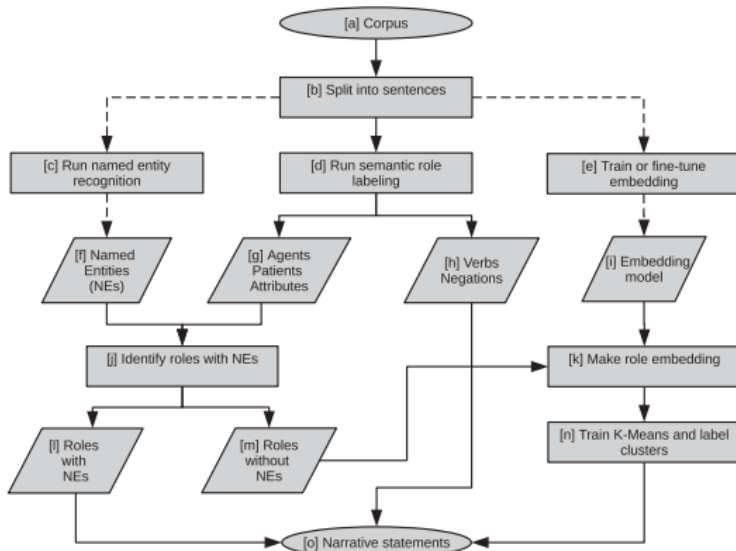 [a] Corpus
[b] Split into sentences
[c] Run named entity
recognition
[d] Run semantic role
labeling
[e] Train or fine-tune
embedding
[f] Named
Entities
(NEs)
[g] Agents
Patients
Attributes
[h] Verbs
Negations
[i] Embedding
model
[j] Identify roles with NEs
[k] Make role embedding
[l] Roles
with
NEs
[m] Roles
without
NEs
[n] Train K-Means and label
clusters
[o] Narrative statements